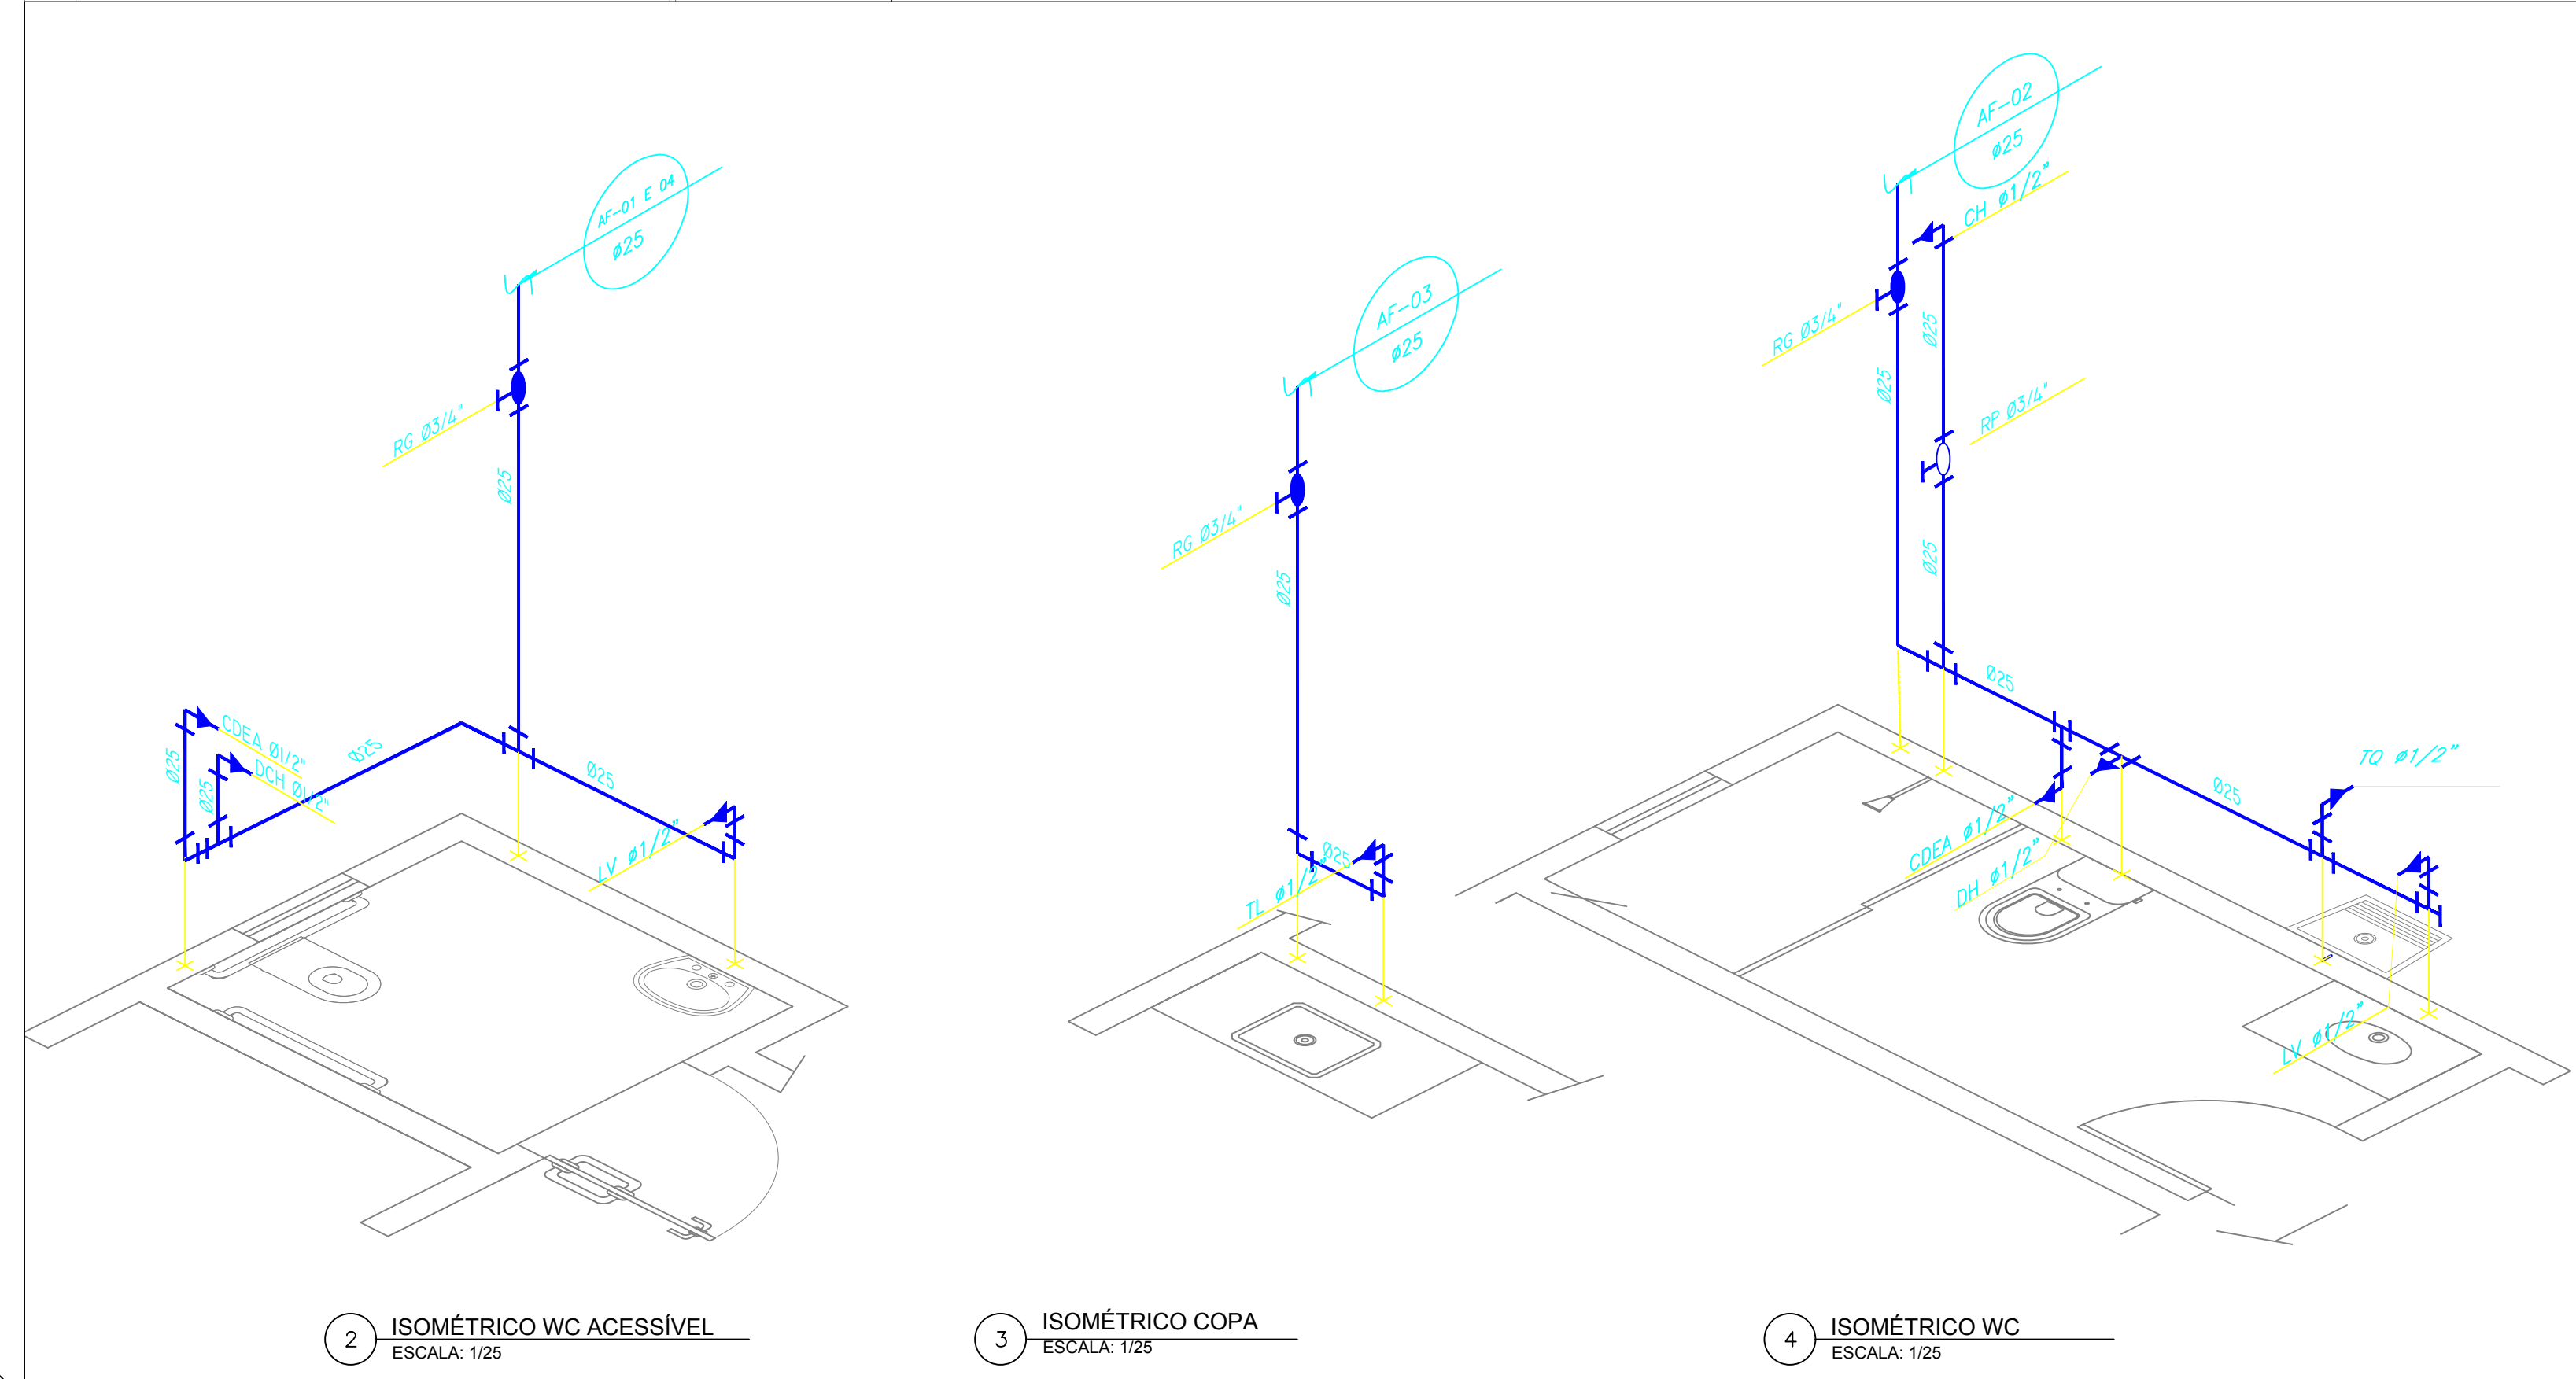 AF-01 E 04
ø25
RG Ø3/4"
Ø25
CDEA Ø1/2"
DCH Ø1/2"
Ø25
Ø25
Ø25
Ø25
LV ø1/2"
2
ISOMÉTRICO WC ACESSÍVEL
ESCALA: 1/25
AF-03
ø25
RG Ø3/4"
Ø25
Ø25
TL ø1/2"
3
ISOMÉTRICO COPA
ESCALA: 1/25
AF-02
ø25
CH ø1/2"
RG Ø3/4"
Ø25
Ø25
RP Ø3/4"
Ø25
Ø25
CDEA ø1/2"
DH ø1/2"
Ø25
TQ ø1/2"
LV ø1/2"
4
ISOMÉTRICO WC
ESCALA: 1/25